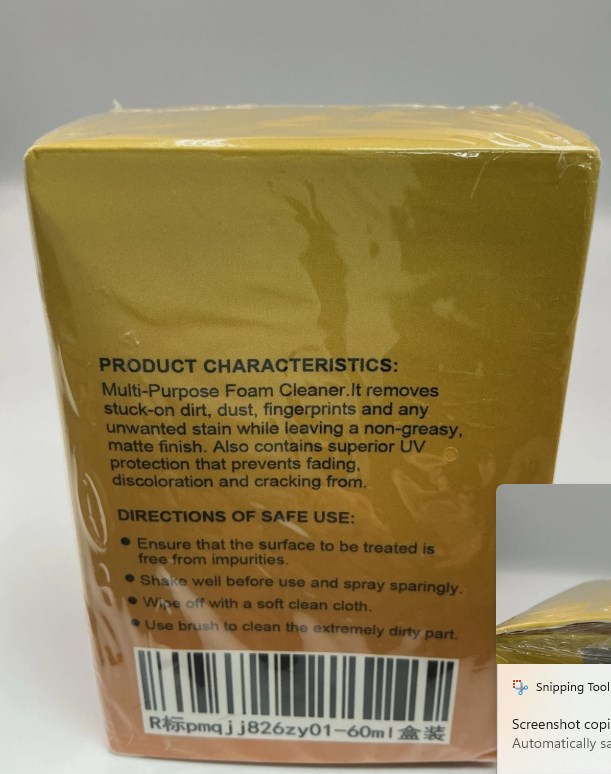 PRODUCT CHARACTERISTICS:
Multi-Purpose Foam Cleaner.It removes
stuck-on dirt, dust, fingerprints and any
unwanted stain while leaving a non-greasy,
matte finish. Also contains superior UV
protection that prevents fading,
discoloration and cracking from.
DIRECTIONS OF SAFE USE:
● Ensure that the surface to be treated is
free from impurities.
● Shake well before use and spray sparingly.
● Wipe off with a soft clean cloth.
● Use brush to clean the extremely dirty part.
R标pmqjj826zy01-60ml盒装
Snipping Tool
Screenshot copi
Automatically sa